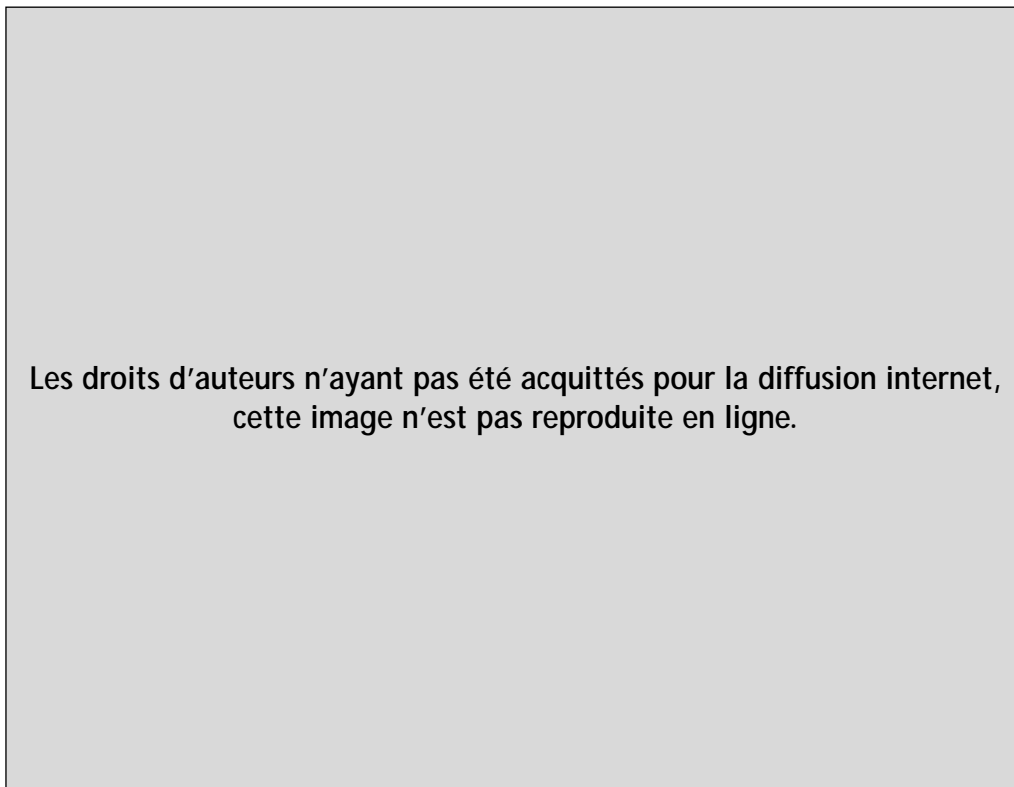 Les droits d’auteurs n’ayant pas été acquittés pour la diffusion internet,
cette image n’est pas reproduite en ligne.